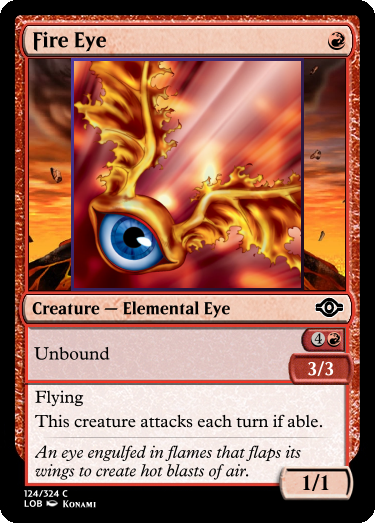 Fire Eye
Creature — Elemental Eye
4
Unbound
3/3
Flying
This creature attacks each turn if able.
An eye engulfed in flames that flaps its
wings to create hot blasts of air.
1/1
124/324 C
LOB Konami